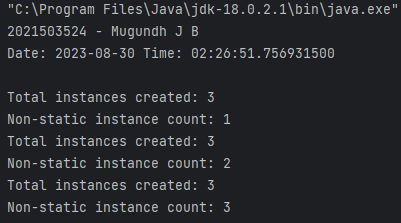 "C:\Program Files\Java\jdk-18.0.2.1\bin\java.exe"
2021503524 - Mugundh J B
Date: 2023-08-30 Time: 02:26:51.756931500
Total instances created: 3
Non-static instance count: 1
Total instances created: 3
Non-static instance count: 2
Total instances created: 3
Non-static instance count: 3